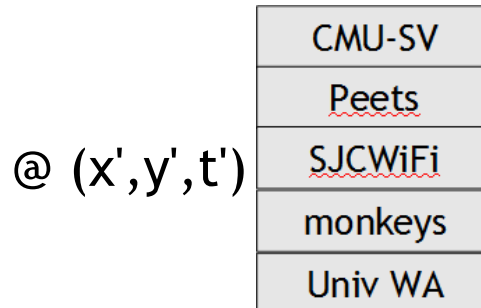 CMU-SV
Peets
@ (x',y',t')
SJCWiFi
monkeys
Univ WA